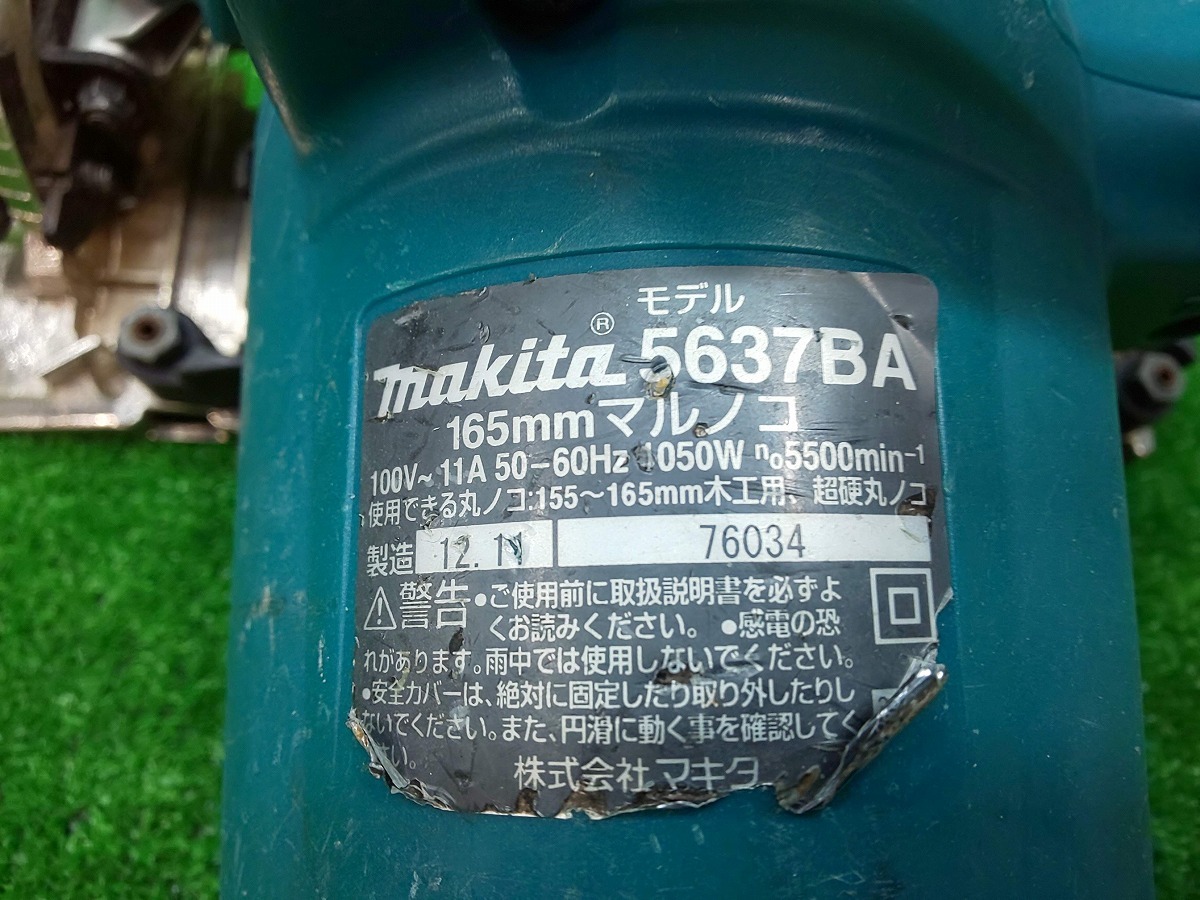 モデル
makita® 5637BA
165mmマルノコ
100V~ 11A 50-60Hz 1050W n₀5500min⁻¹
使用できる丸ノコ:155～165mm木工用、超硬丸ノコ
製造 12.11 76034
⚠警告 ●ご使用前に取扱説明書を必ずよ
くお読みください。 ●感電の恐
れがあります。雨中では使用しないでください。
●安全カバーは、絶対に固定したり取り外したりし
ないでください。また、円滑に動く事を確認してく
さい。
株式会社 マキタ